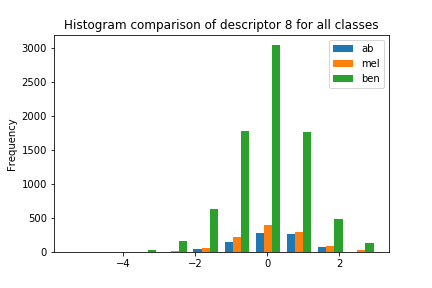 Histogram comparison of descriptor 8 for all classes
3000
2500
2000
1500
1000
500
0
Frequency
ab
mel
ben
−4 −2 0 2